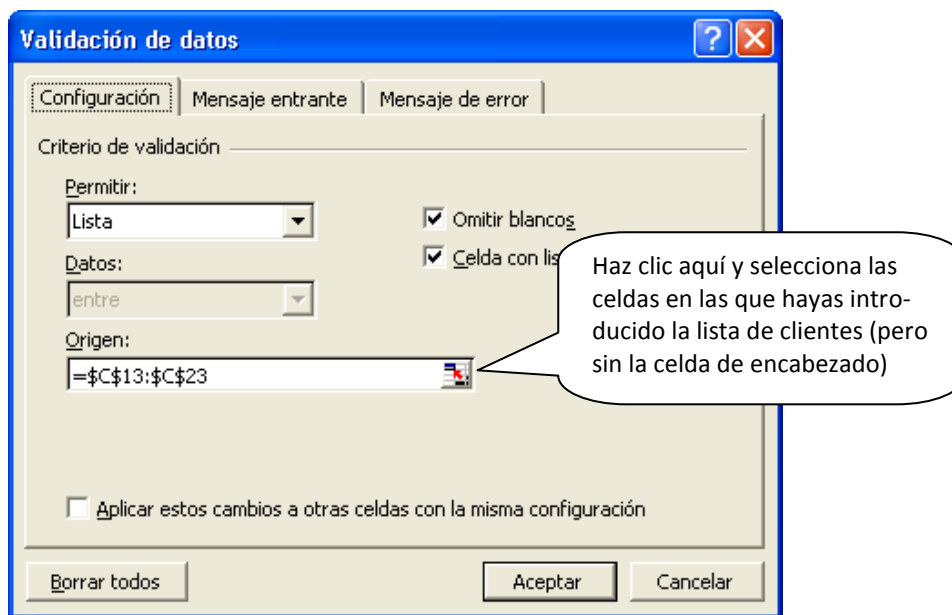 Validación de datos
Configuración
Mensaje entrante
Mensaje de error
Criterio de validación
Permitir:
Lista
Omitir blancos
Datos:
Celda con
entre
Origen:
=$C$13:$C$23
Haz clic aquí y selecciona las
celdas en las que hayas intro-
ducido la lista de clientes (pero
sin la celda de encabezado)
Aplicar estos cambios a otras celdas con la misma configuración
Borrar todos
Aceptar
Cancelar